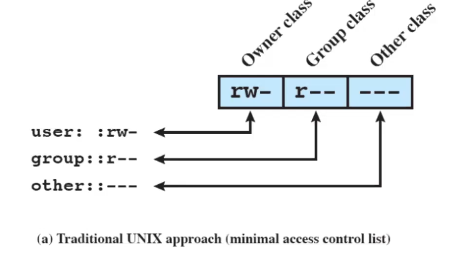 Owner class
Group class
Other class
rw- r-- ---
user: :rw-
group::r--
other::---
(a) Traditional UNIX approach (minimal access control list)